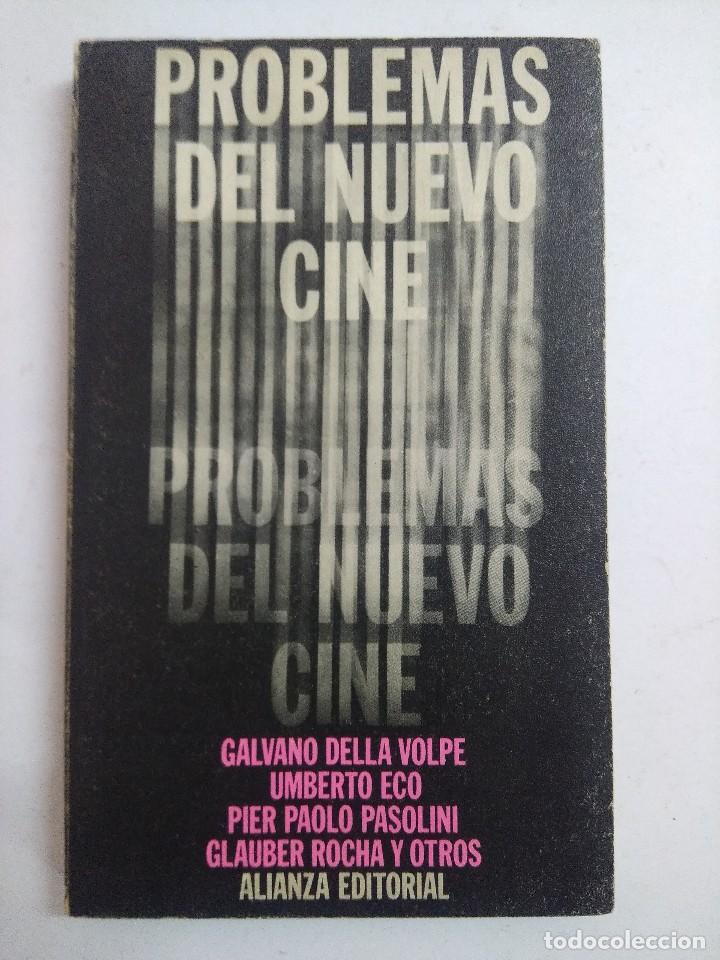 PROBLEMAS
DEL NUEVO
CINE
PROBLEMAS
DEL NUEVO
CINE
GALVANO DELLA VOLPE
UMBERTO ECO
PIER PAOLO PASOLINI
GLAUBER ROCHA Y OTROS
ALIANZA EDITORIAL
todocoleccion